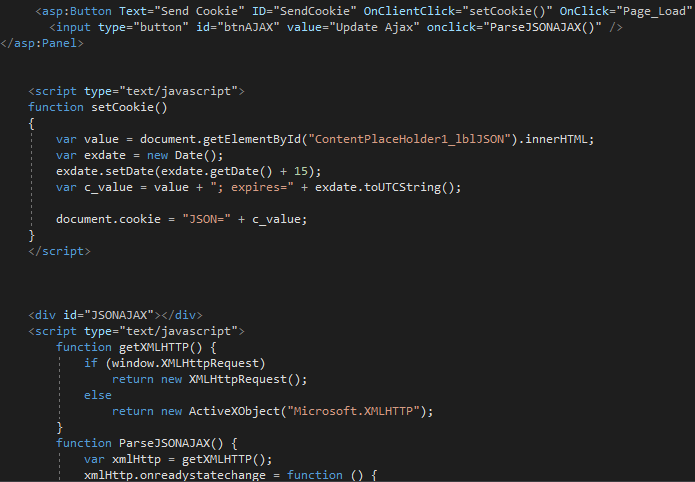 <asp:Button Text="Send Cookie" ID="SendCookie" OnClientClick="setCookie()" OnClick="Page_Load"
<input type="button" id="btnAJAX" value="Update Ajax" onclick="ParseJSONAJAX()" />
</asp:Panel>
<script type="text/javascript">
function setCookie()
{
var value = document.getElementById("ContentPlaceHolder1_lblJSON").innerHTML;
var exdate = new Date();
exdate.setDate(exdate.getDate() + 15);
var c_value = value + "; expires=" + exdate.toUTCString();
document.cookie = "JSON=" + c_value;
}
</script>
<div id="JSONAJAX"></div>
<script type="text/javascript">
function getXMLHTTP() {
if (window.XMLHttpRequest)
return new XMLHttpRequest();
else
return new ActiveXObject("Microsoft.XMLHTTP");
}
function ParseJSONAJAX() {
var xmlHttp = getXMLHTTP();
xmlHttp.onreadystatechange = function () {